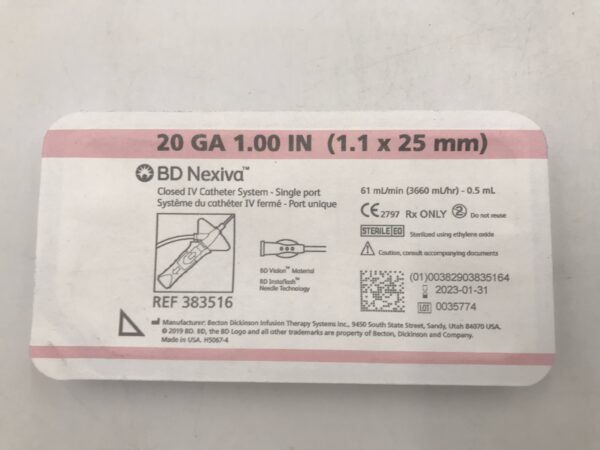 20 GA 1.00 IN (1.1 x 25 mm)
BD Nexiva™
Closed IV Catheter System - Single port
Système du cathéter IV fermé - Port unique
61 mL/min (3660 mL/hr) - 0.5 mL
CE 2797 Rx ONLY 2 Do not reuse
STERILE EO Sterilized using ethylene oxide
Caution, consult accompanying documents
BD Vialon™ Material
BD Instaflash™
Needle Technology
REF 383516
(01)00382903835164
2023-01-31
LOT 0035774
Manufacturer: Becton Dickinson Infusion Therapy Systems Inc., 9450 South State Street, Sandy, Utah 84070 USA.
© 2019 BD. BD, the BD Logo and all other trademarks are property of Becton, Dickinson and Company.
Made in USA. H5067-4